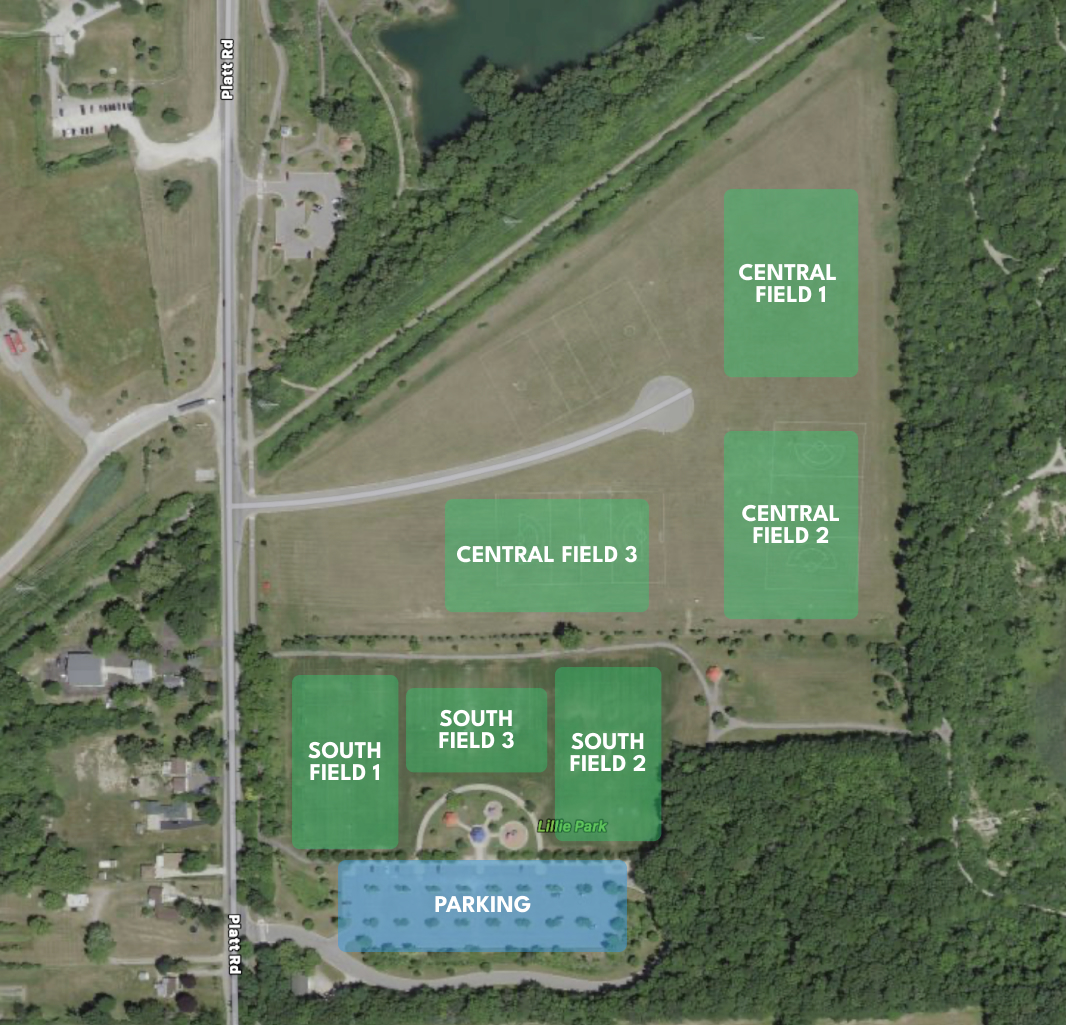 Platt Rd
CENTRAL
FIELD 1
CENTRAL
FIELD 2
CENTRAL FIELD 3
SOUTH
FIELD 1
SOUTH
FIELD 3
SOUTH
FIELD 2
Lillie Park
PARKING
Platt Rd